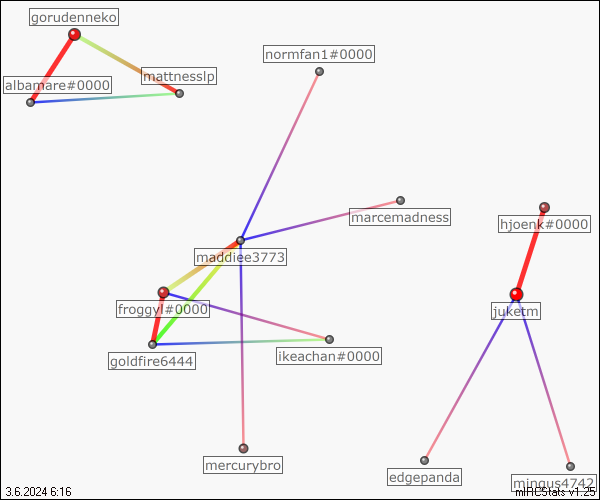 gorudenneko
normfan1#0000
mattnesslp
albamare#0000
marcemadness
hjoenk#0000
maddiee3773
froggyl#0000
juketm
ikeachan#0000
goldfire6444
mercurybro
edgepanda
mingus4742
3.6.2024 6:16
mIRCStats v1.25